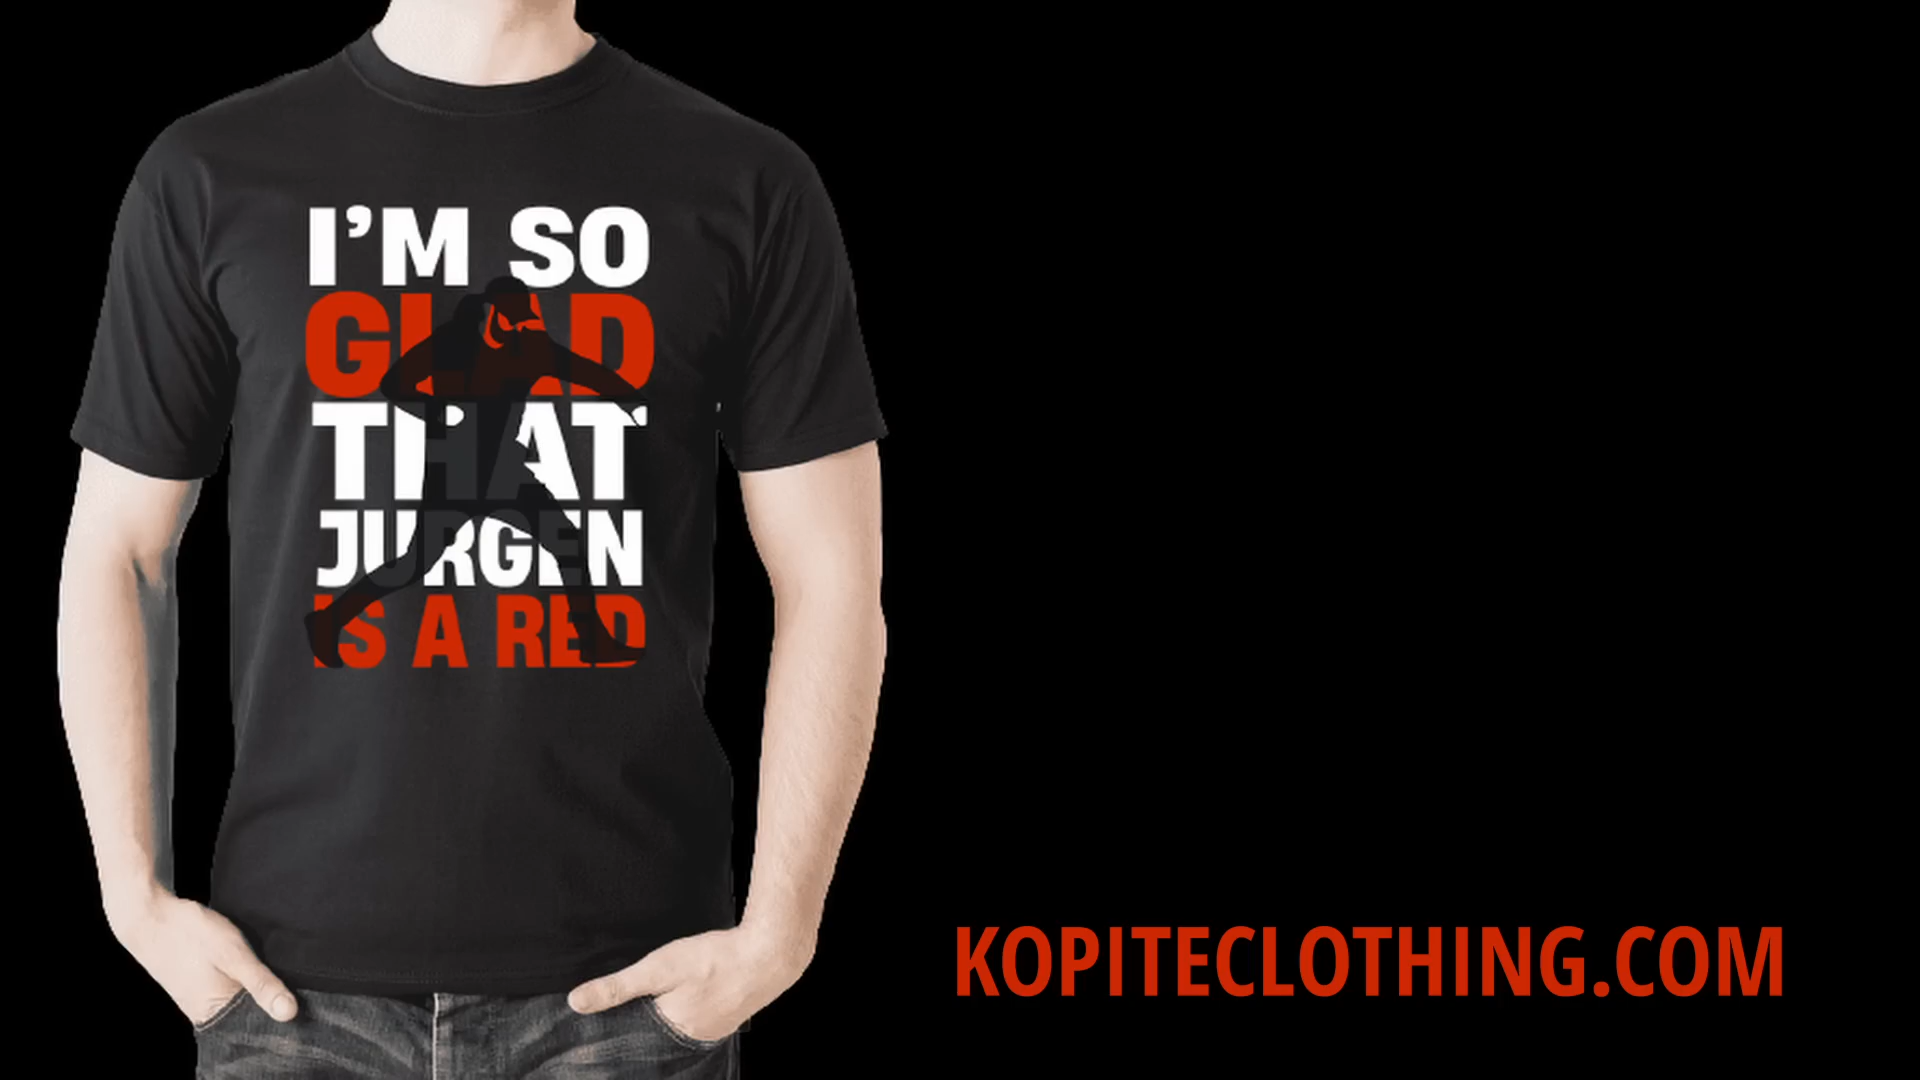 I'M SO
GLAD
THAT
JURGEN
IS A RED
KOPITECLOTHING.COM